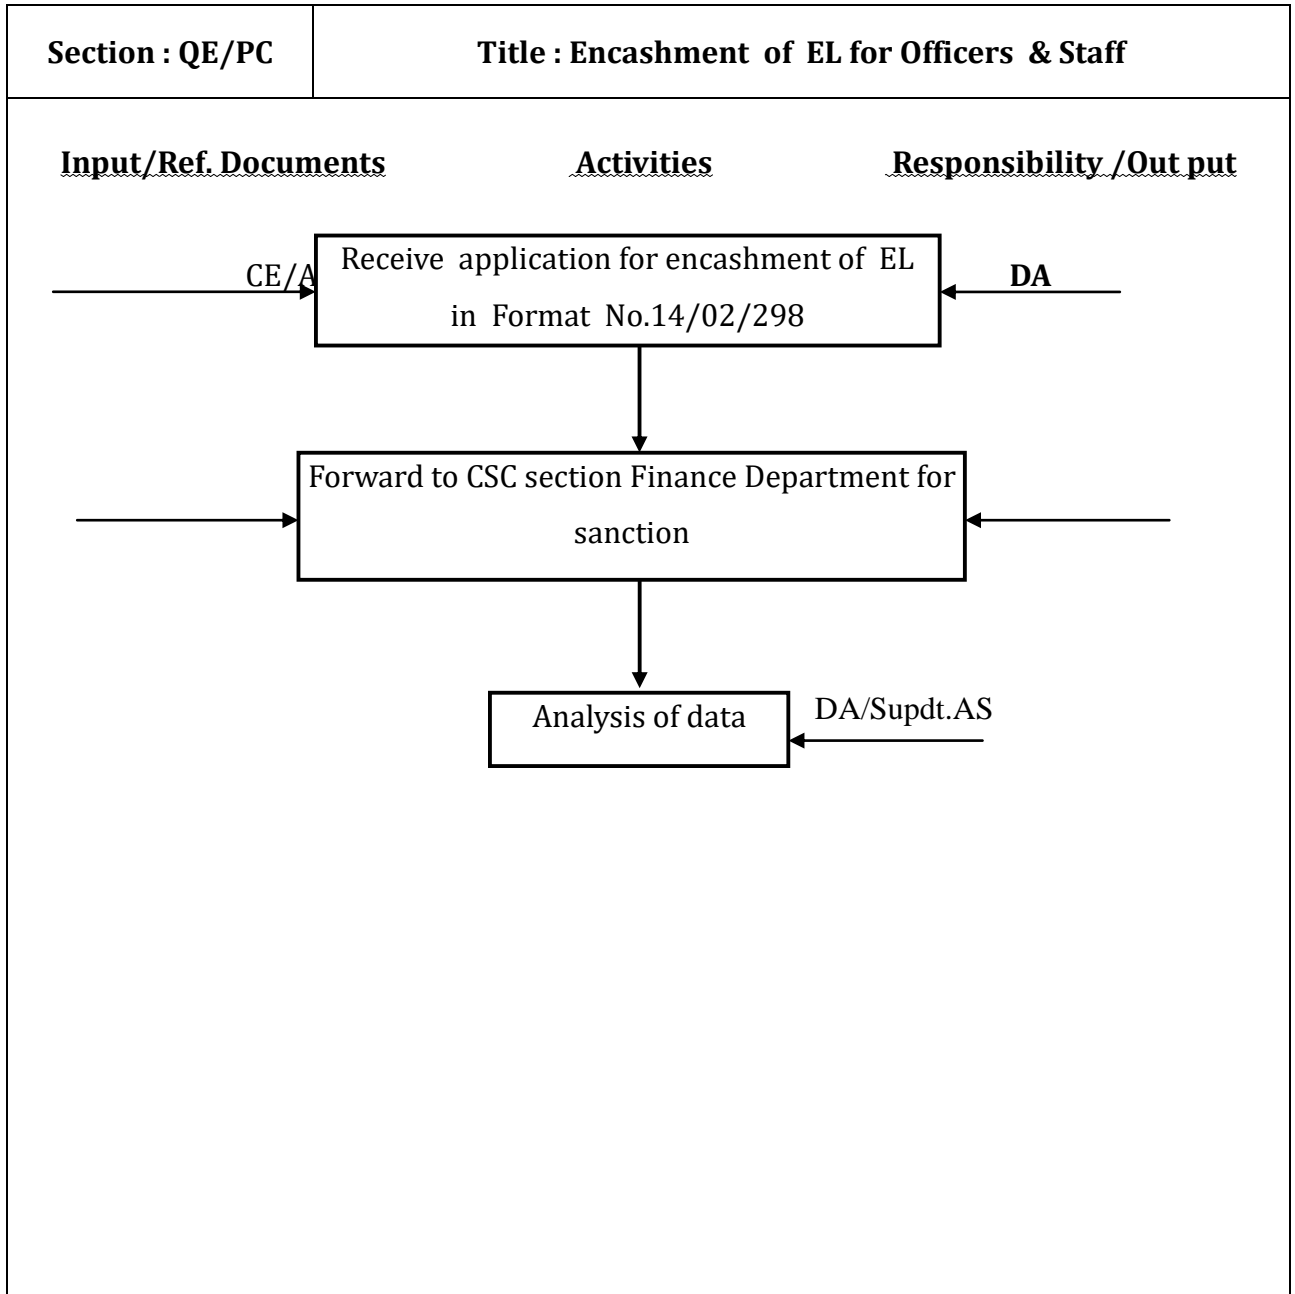 Section : QE/PC
Title : Encashment of EL for Officers & Staff
Input/Ref. Documents
Activities
Responsibility /Out put
CE/A
Receive application for encashment of EL
in Format No.14/02/298
DA
Forward to CSC section Finance Department for
sanction
Analysis of data
DA/Supdt.AS